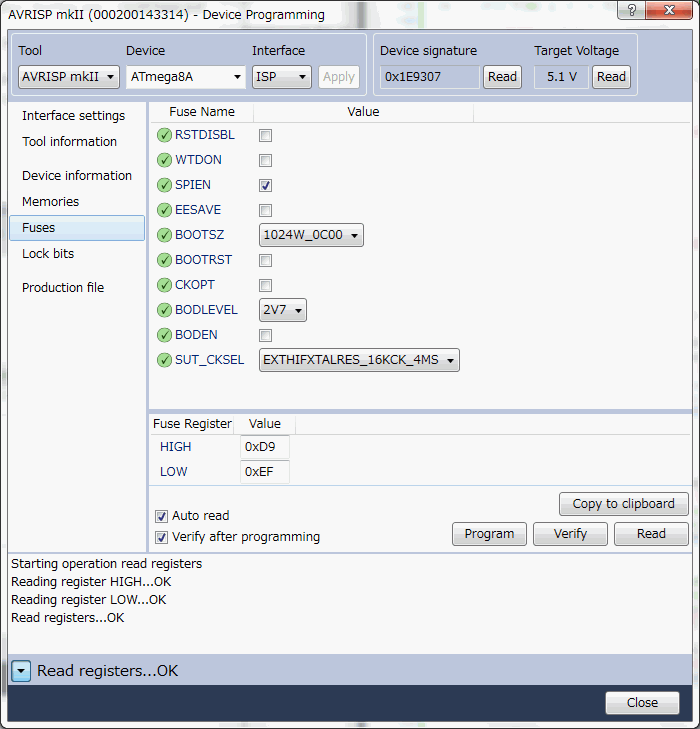 AVRISP mkII (000200143314) - Device Programming
Tool Device Interface Device signature Target Voltage
AVRISP mkII ATmega8A ISP Apply 0x1E9307 Read 5.1 V Read
Interface settings
Tool information
Device information
Memories
Fuses
Lock bits
Production file
Fuse Name Value
RSTDISBL
WTDON
SPIEN
EESAVE
BOOTSZ 1024W_0C00
BOOTRST
CKOPT
BODLEVEL 2V7
BODEN
SUT_CKSEL EXTHIFXTALRES_16KCK_4MS
Fuse Register Value
HIGH 0xD9
LOW 0xEF
Copy to clipboard
Auto read
Verify after programming
Program Verify Read
Starting operation read registers
Reading register HIGH...OK
Reading register LOW...OK
Read registers...OK
Read registers...OK
Close